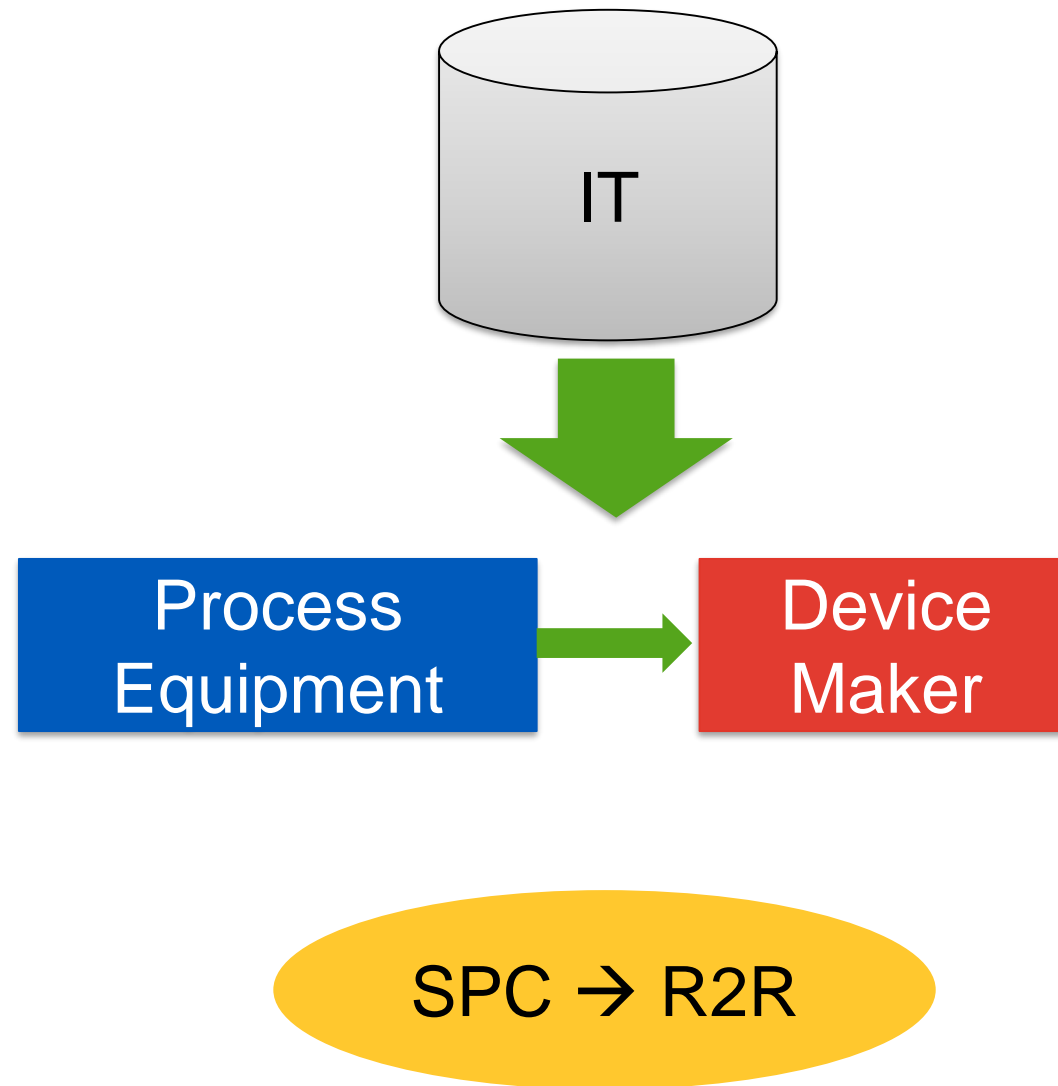 IT
Process
Equipment
Device
Maker
SPC → R2R